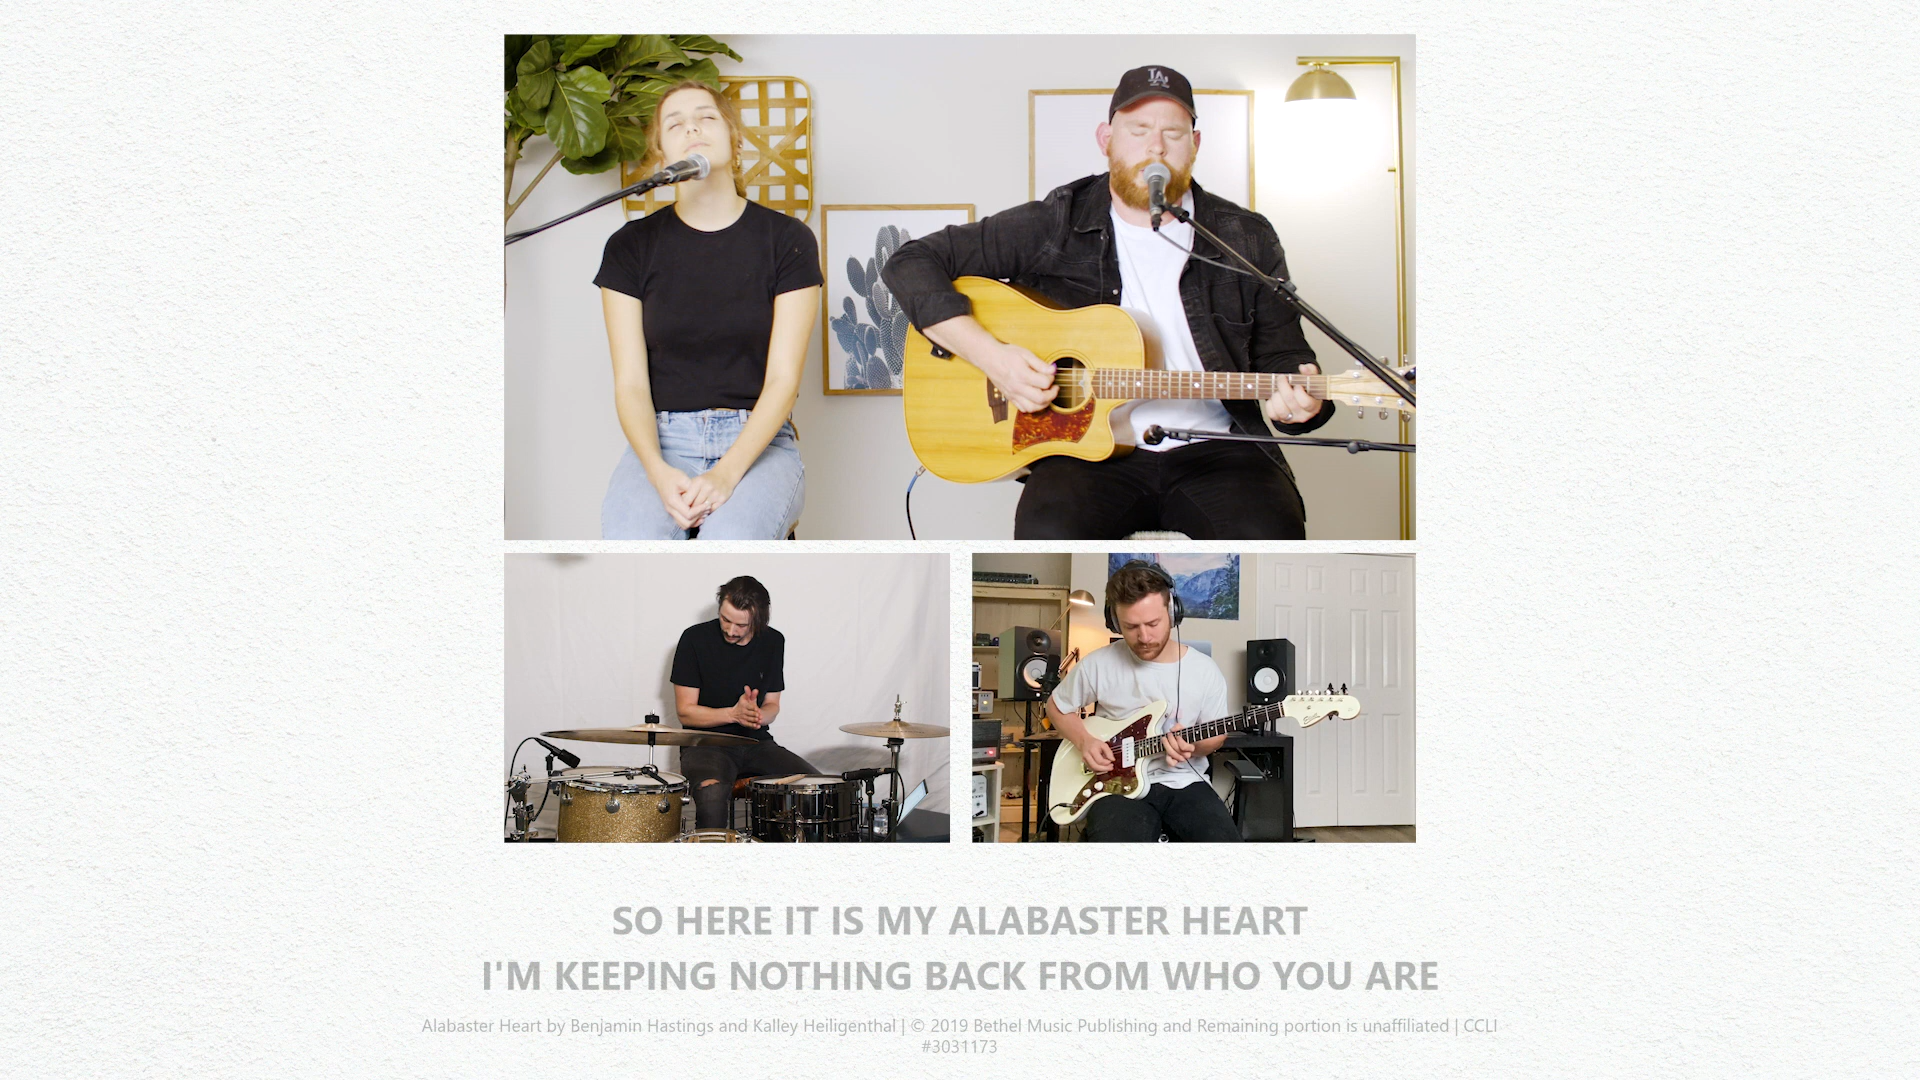 LA
SO HERE IT IS MY ALABASTER HEART
I'M KEEPING NOTHING BACK FROM WHO YOU ARE
Alabaster Heart by Benjamin Hastings and Kalley Heiligenthal | © 2019 Bethel Music Publishing and Remaining portion is unaffiliated | CCLI
#3031173